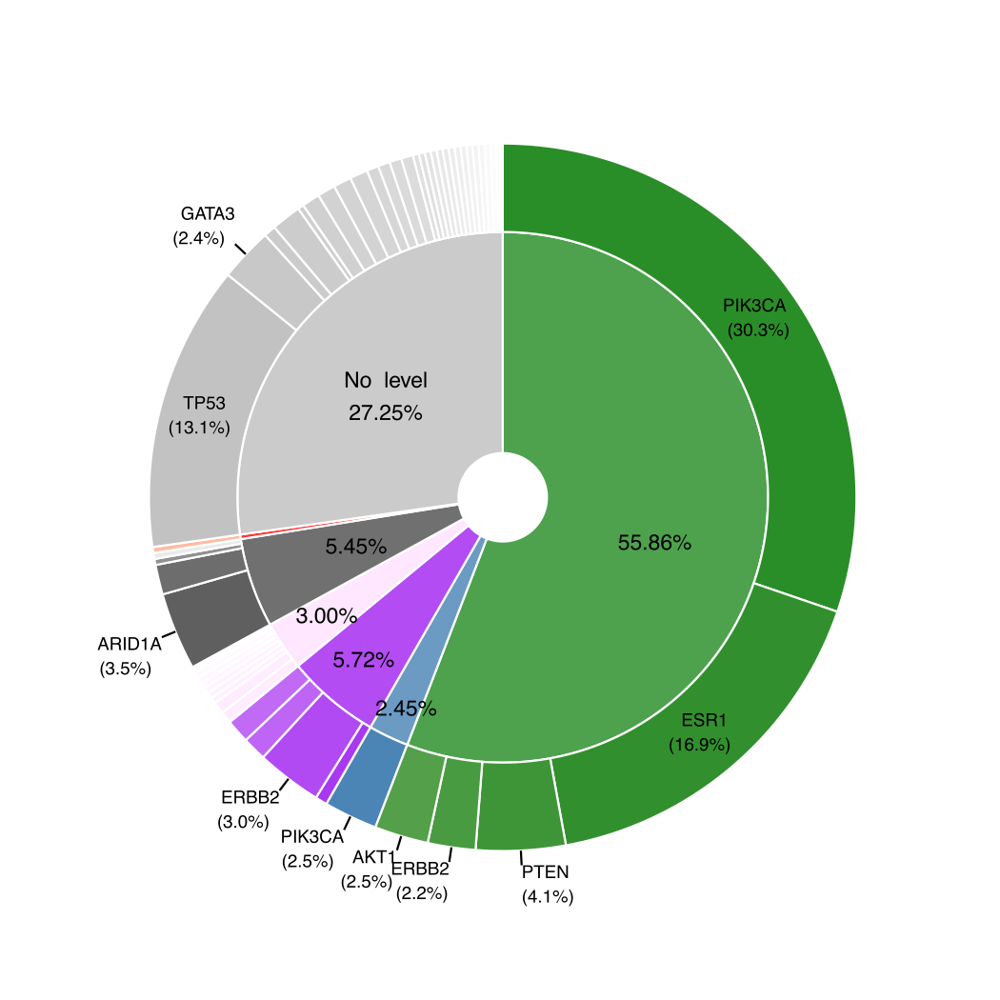 GATA3
(2.4%)
PIK3CA
(30.3%)
No level
27.25%
TP53
(13.1%)
5.45%
55.86%
3.00%
ARID1A
(3.5%)
5.72%
2.45%
ESR1
(16.9%)
ERBB2
(3.0%)
PIK3CA
(2.5%)
AKT1
(2.5%)
ERBB2
(2.2%)
PTEN
(4.1%)